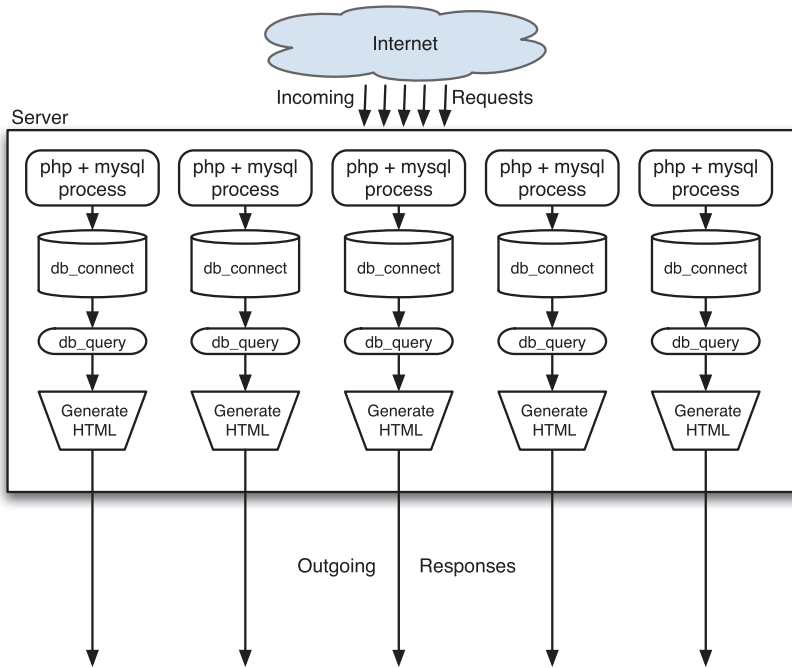 Internet
Incoming Requests
Server
php + mysql process
php + mysql process
php + mysql process
php + mysql process
php + mysql process
db_connect
db_connect
db_connect
db_connect
db_connect
db_query
db_query
db_query
db_query
db_query
Generate HTML
Generate HTML
Generate HTML
Generate HTML
Generate HTML
Outgoing Responses